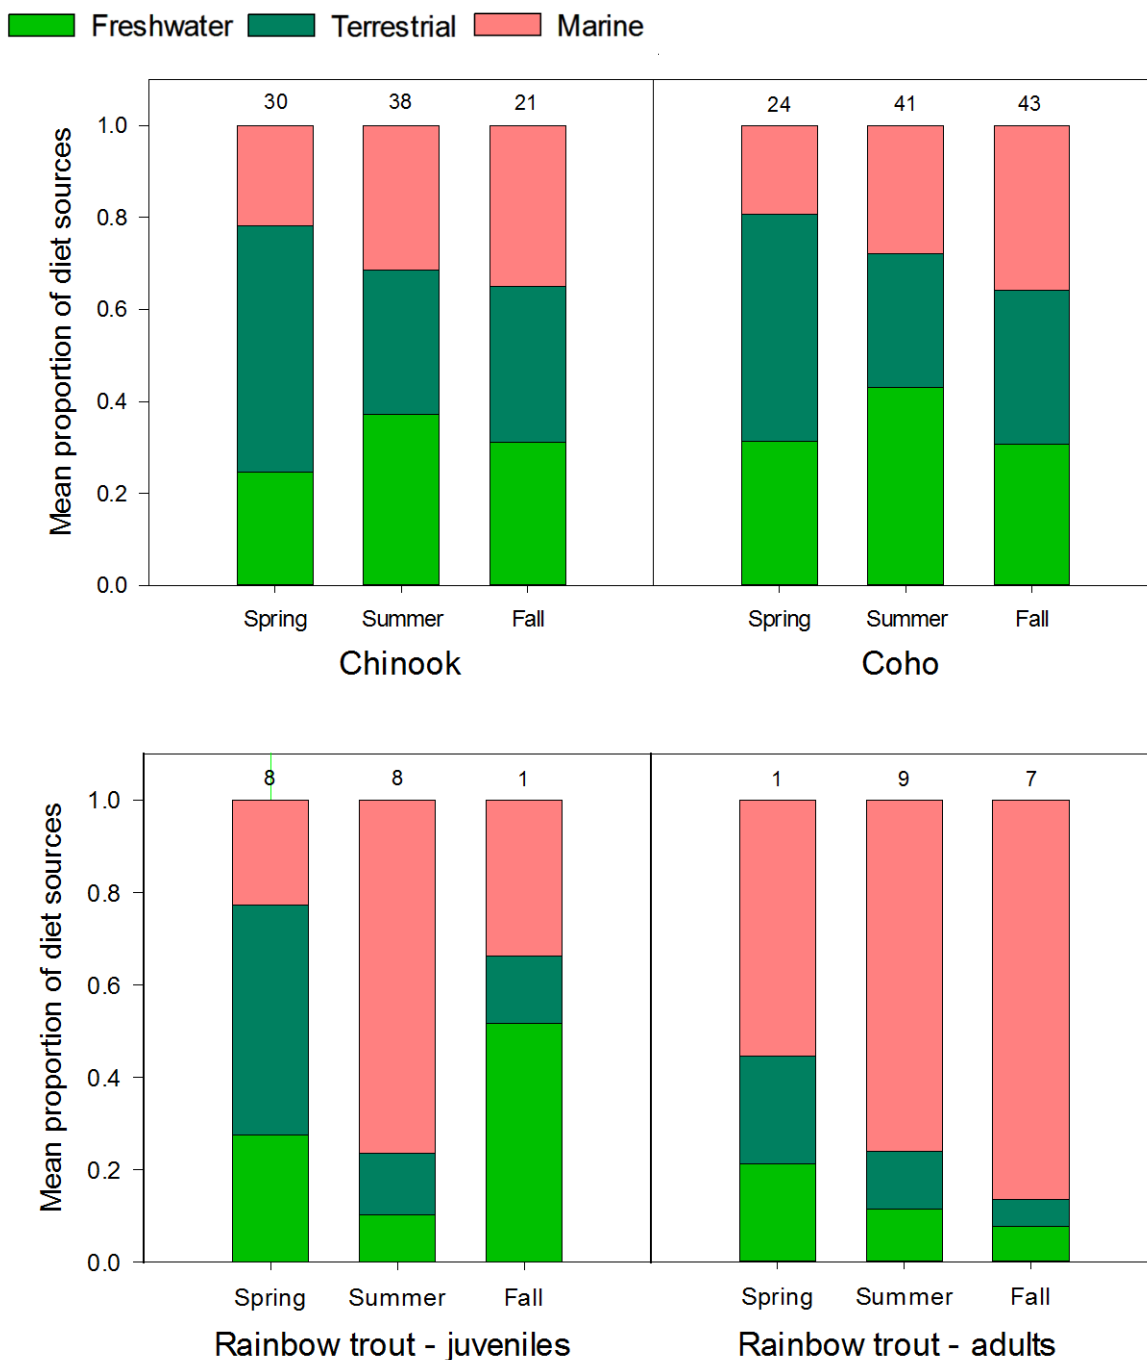 Freshwater Terrestrial Marine
30 38 21 24 41 43
Mean proportion of diet sources
1.0
0.8
0.6
0.4
0.2
0.0
Spring Summer Fall Spring Summer Fall
Chinook Coho
8 8 1 1 9 7
Mean proportion of diet sources
1.0
0.8
0.6
0.4
0.2
0.0
Spring Summer Fall Spring Summer Fall
Rainbow trout - juveniles Rainbow trout - adults